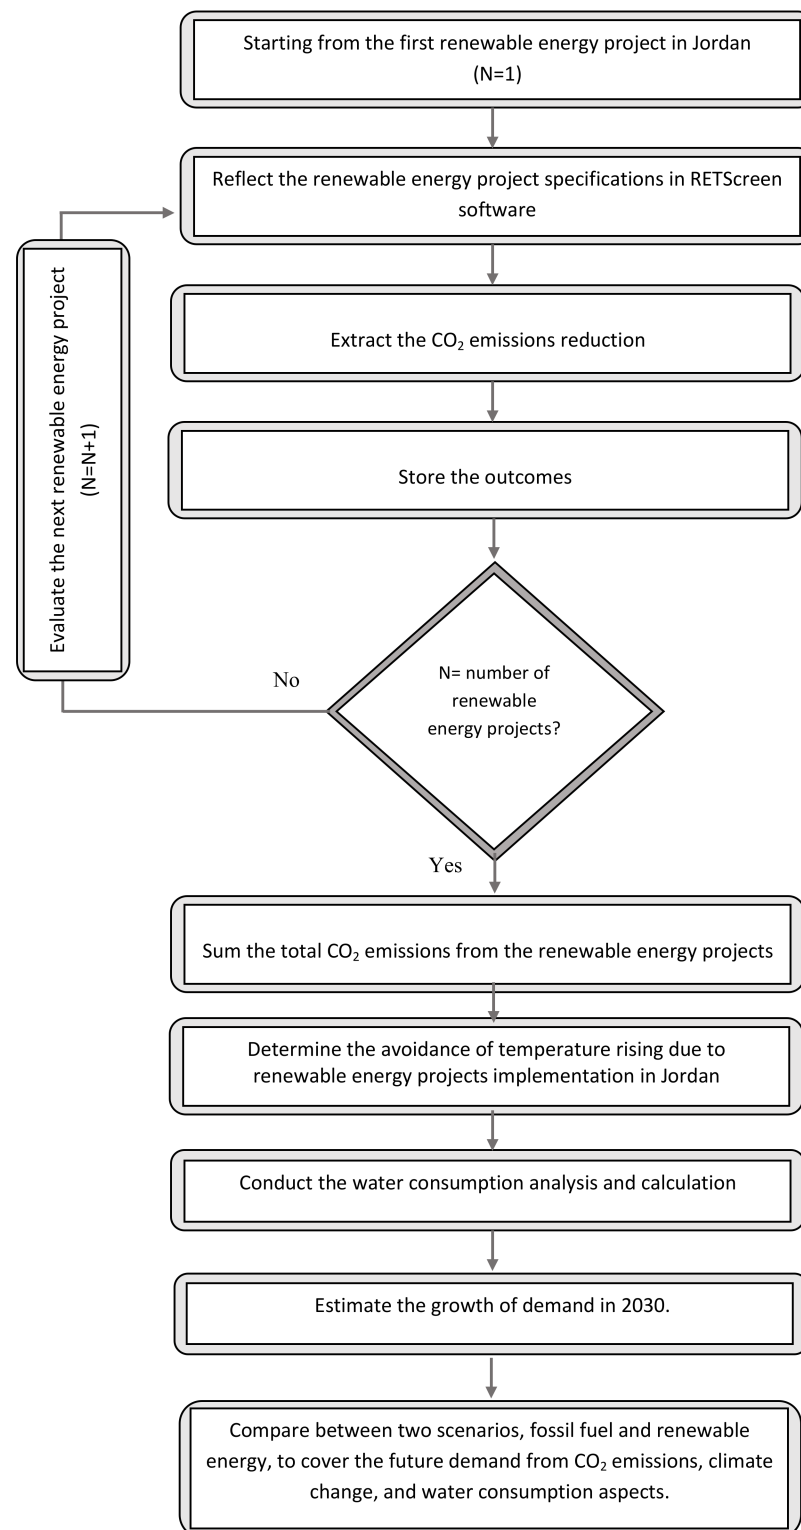 Starting from the first renewable energy project in Jordan
(N=1)
Reflect the renewable energy project specifications in RETScreen
software
Evaluate the next renewable energy project
(N=N+1)
Extract the CO₂ emissions reduction
Store the outcomes
N= number of
renewable
energy projects?
No
Yes
Sum the total CO₂ emissions from the renewable energy projects
Determine the avoidance of temperature rising due to
renewable energy projects implementation in Jordan
Conduct the water consumption analysis and calculation
Estimate the growth of demand in 2030.
Compare between two scenarios, fossil fuel and renewable
energy, to cover the future demand from CO₂ emissions, climate
change, and water consumption aspects.